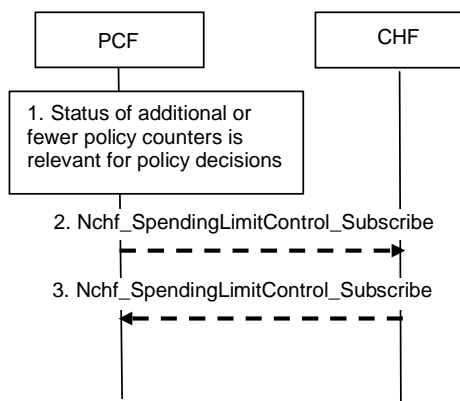 PCF
CHF
1. Status of additional or
fewer policy counters is
relevant for policy decisions
2. Nchf_SpendingLimitControl_Subscribe
3. Nchf_SpendingLimitControl_Subscribe